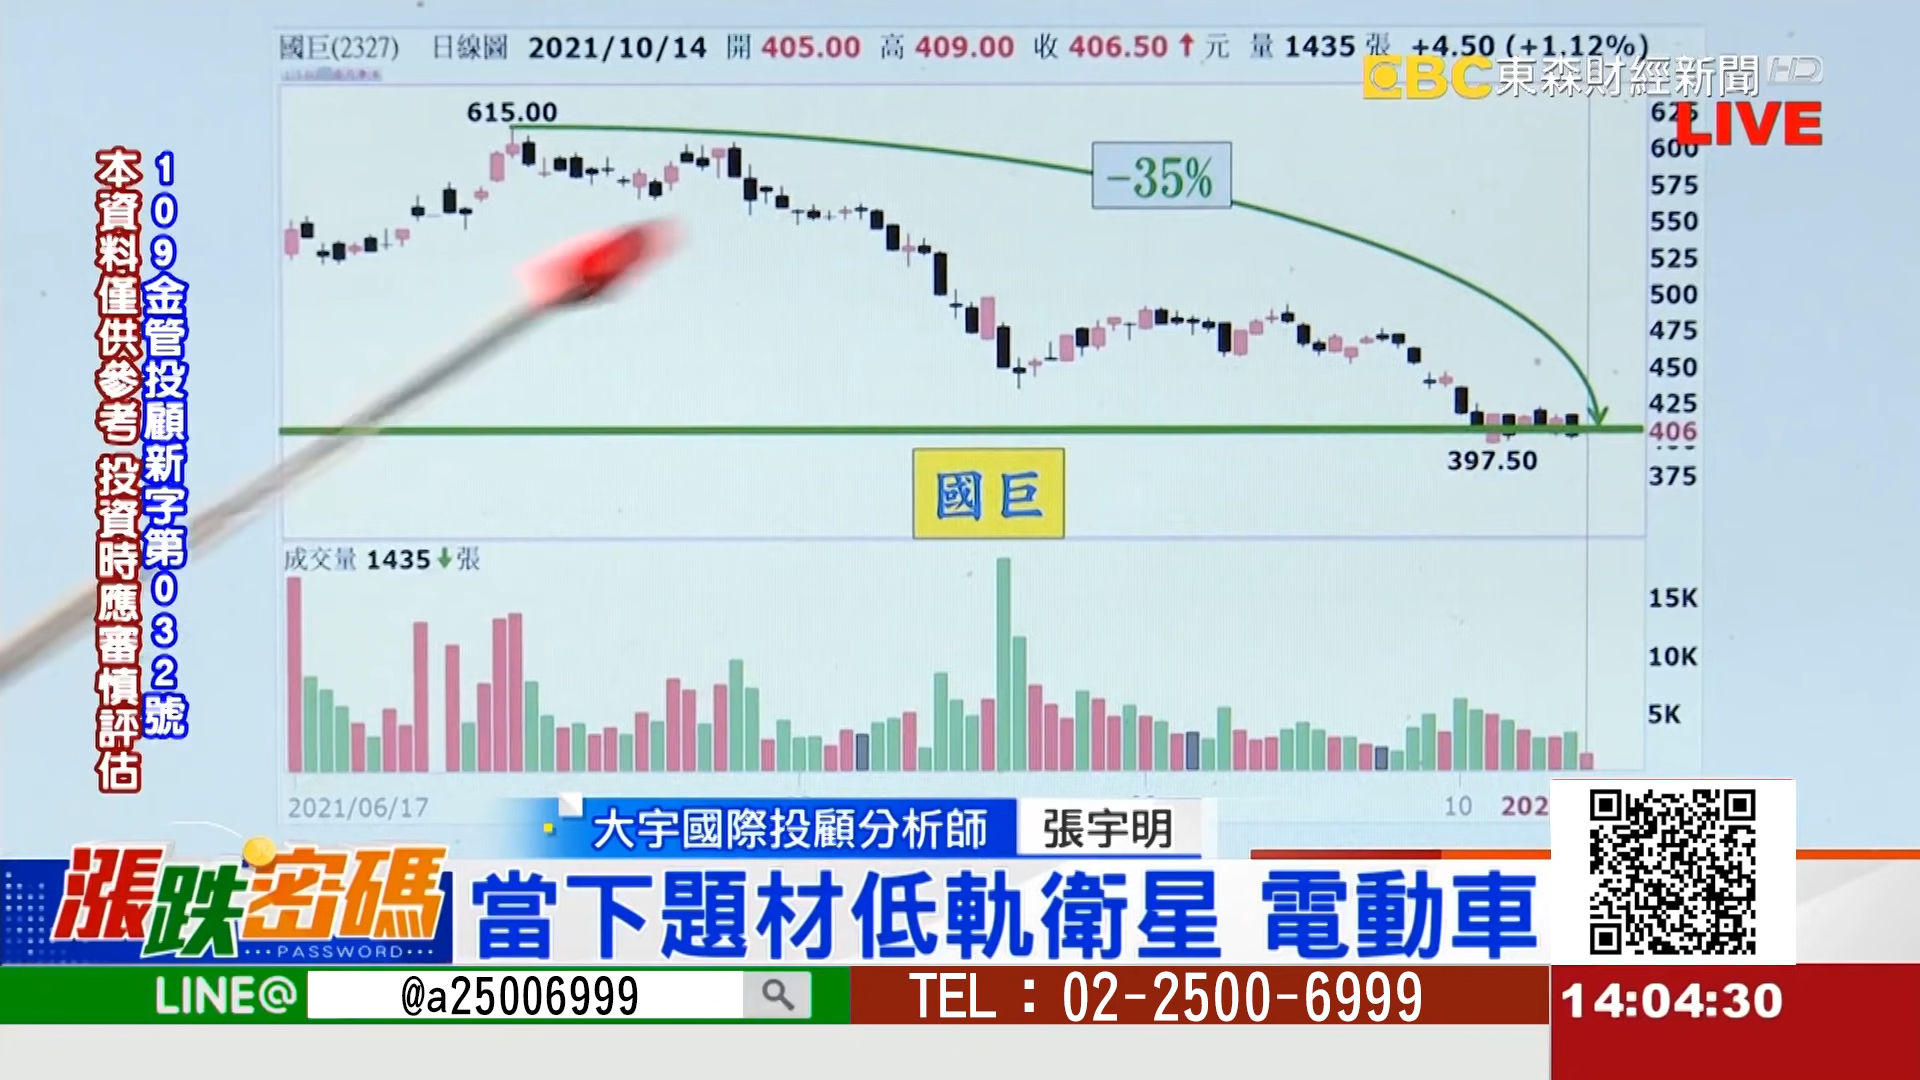 國巨(2327) 日線圖 2021/10/14 開 405.00 高 409.00 收 406.50 ↑ 元 量 1435 張 +4.50 (+1.12%)
EBC 東森財經新聞 HD
LIVE
615.00
-35%
625
600
575
550
525
500
475
450
425
406
375
397.50
國巨
成交量 1435 ↓ 張
15K
10K
5K
2021/06/17
10
202
109金管投顧新字第032號
本資料僅供參考 投資時應審慎評估
大宇國際投顧分析師 張宇明
漲跌密碼
PASSWORD
當下題材低軌衛星 電動車
LINE@ @a25006999
TEL：02-2500-6999
14:04:30